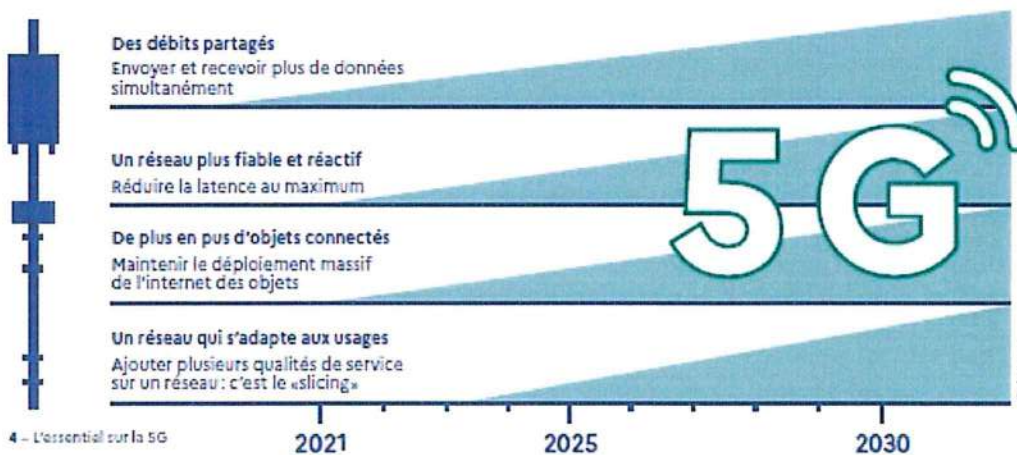 Des débits partagés
Envoyer et recevoir plus de données
simultanément
Un réseau plus fiable et réactif
Réduire la latence au maximum
De plus en pus d'objets connectés
Maintenir le déploiement massif
de l'internet des objets
Un réseau qui s'adapte aux usages
Ajouter plusieurs qualités de service
sur un réseau : c'est le «slicing»
5G
4 – L'essentiel sur la 5G
2021 2025 2030